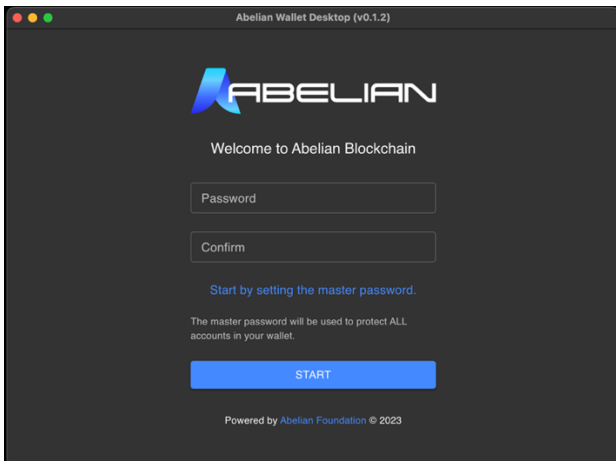 Abelian Wallet Desktop (v0.1.2)
ABELIAN
Welcome to Abelian Blockchain
Password
Confirm
Start by setting the master password.
The master password will be used to protect ALL
accounts in your wallet.
START
Powered by Abelian Foundation © 2023